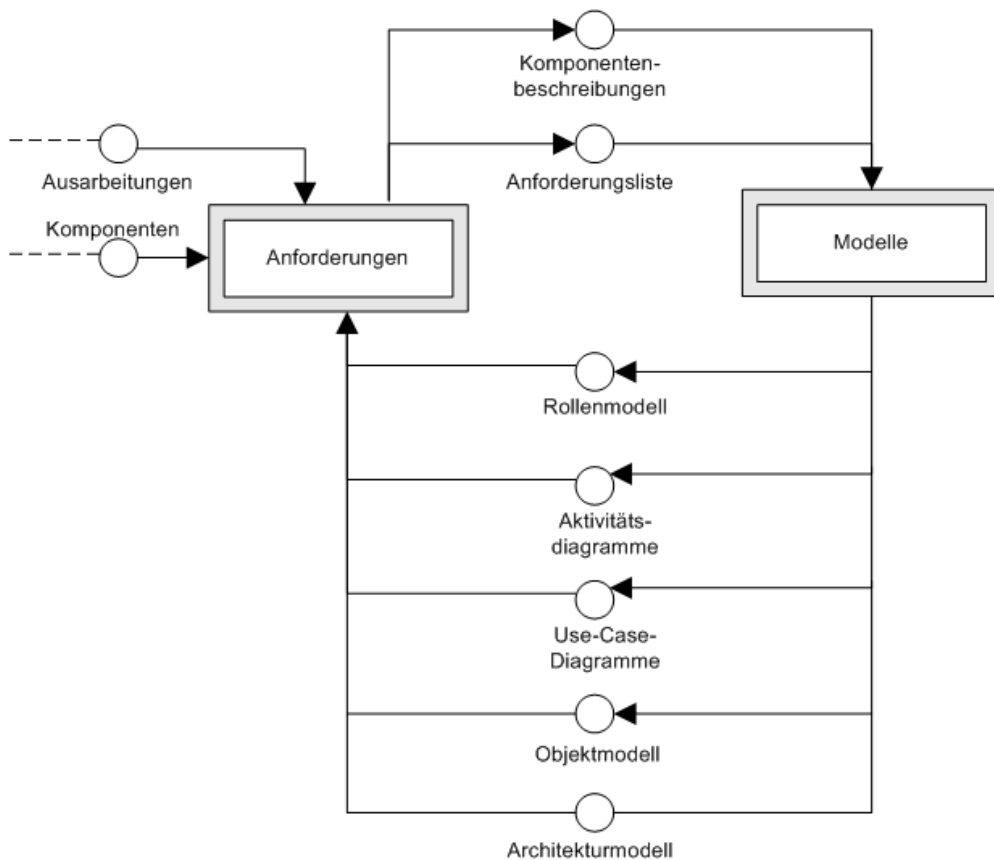 Komponenten-
beschreibungen
Ausarbeitungen
Anforderungsliste
Komponenten
Anforderungen
Modelle
Rollenmodell
Aktivitäts-
diagramme
Use-Case-
Diagramme
Objektmodell
Architekturmodell